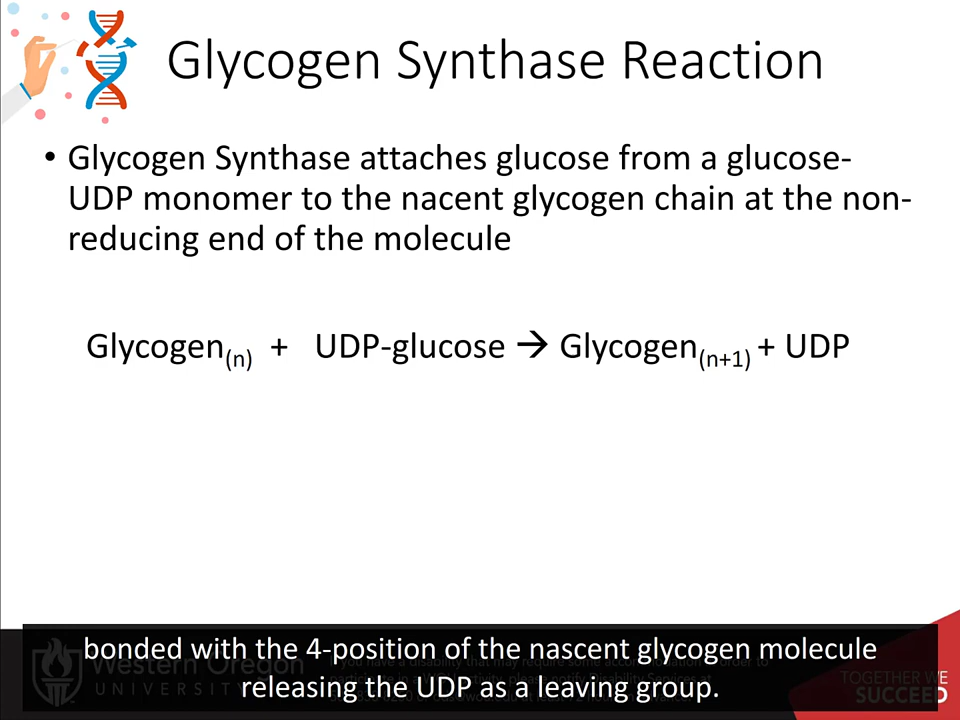 Glycogen Synthase Reaction
• Glycogen Synthase attaches glucose from a glucose-
UDP monomer to the nacent glycogen chain at the non-
reducing end of the molecule
Glycogen(n) + UDP-glucose → Glycogen(n+1) + UDP
bonded with the 4-position of the nascent glycogen molecule
releasing the UDP as a leaving group.
Western Oregon
UNIVERSITY
TOGETHER WE
SUCCEED